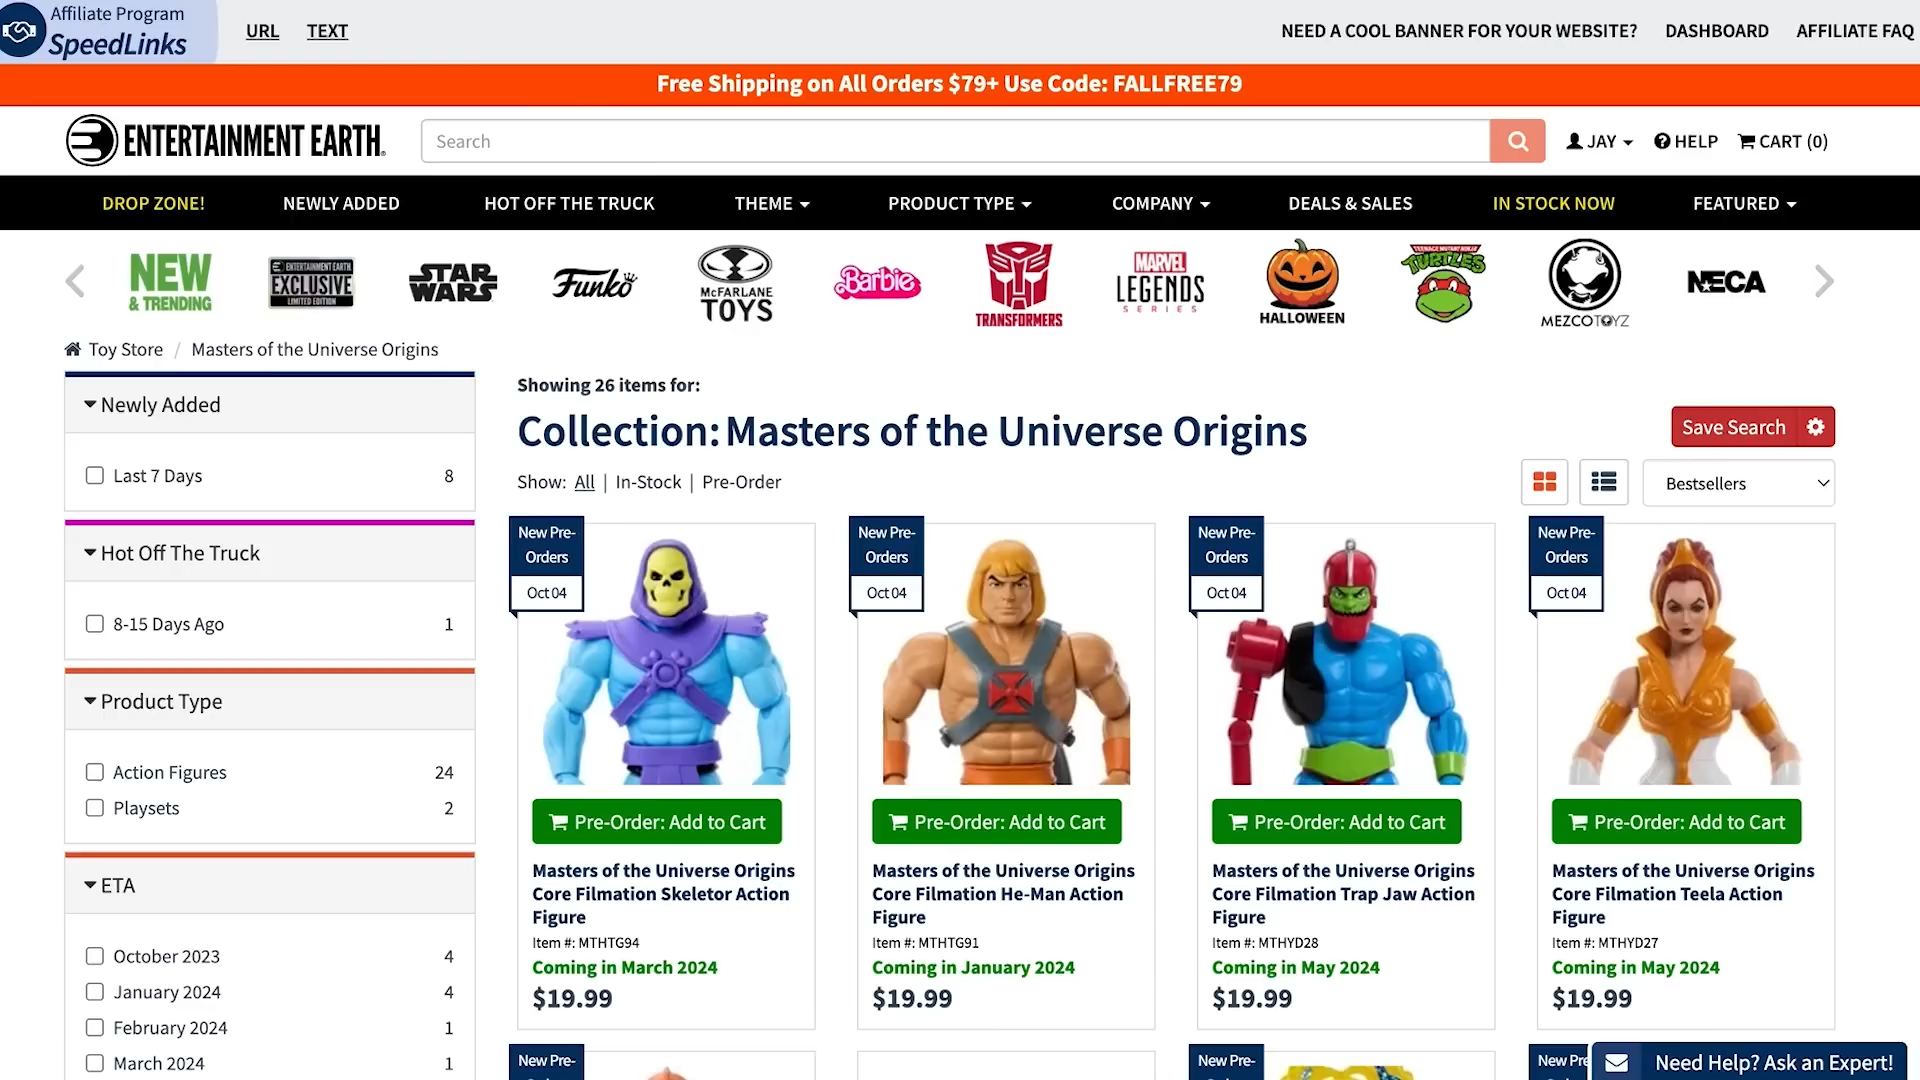 Affiliate Program
SpeedLinks
URL
TEXT
NEED A COOL BANNER FOR YOUR WEBSITE?
DASHBOARD
AFFILIATE FAQ
Free Shipping on All Orders $79+ Use Code: FALLFREE79
ENTERTAINMENT EARTH
Search
JAY
HELP
CART (0)
DROP ZONE!
NEWLY ADDED
HOT OFF THE TRUCK
THEME
PRODUCT TYPE
COMPANY
DEALS & SALES
IN STOCK NOW
FEATURED
NEW
& TRENDING
ENTERTAINMENT EARTH
EXCLUSIVE
LIMITED EDITION
STAR
WARS
Funko
McFARLANE
TOYS
Barbie
TRANSFORMERS
MARVEL
LEGENDS
SERIES
HALLOWEEN
TEENAGE MUTANT NINJA
TURTLES
MEZCOTOYZ
NECA
Toy Store / Masters of the Universe Origins
Newly Added
Last 7 Days 8
Hot Off The Truck
8-15 Days Ago 1
Product Type
Action Figures 24
Playsets 2
ETA
October 2023 4
January 2024 4
February 2024 1
March 2024 1
Showing 26 items for:
Collection: Masters of the Universe Origins
Save Search
Show: All | In-Stock | Pre-Order
Bestsellers
New Pre-
Orders
Oct 04
Pre-Order: Add to Cart
Masters of the Universe Origins
Core Filmation Skeletor Action
Figure
Item #: MTHTG94
Coming in March 2024
$19.99
New Pre-
Orders
Oct 04
Pre-Order: Add to Cart
Masters of the Universe Origins
Core Filmation He-Man Action
Figure
Item #: MTHTG91
Coming in January 2024
$19.99
New Pre-
Orders
Oct 04
Pre-Order: Add to Cart
Masters of the Universe Origins
Core Filmation Trap Jaw Action
Figure
Item #: MTHYD28
Coming in May 2024
$19.99
New Pre-
Orders
Oct 04
Pre-Order: Add to Cart
Masters of the Universe Origins
Core Filmation Teela Action
Figure
Item #: MTHYD27
Coming in May 2024
$19.99
New Pre-
New Pre-
New Pre
Need Help? Ask an Expert!